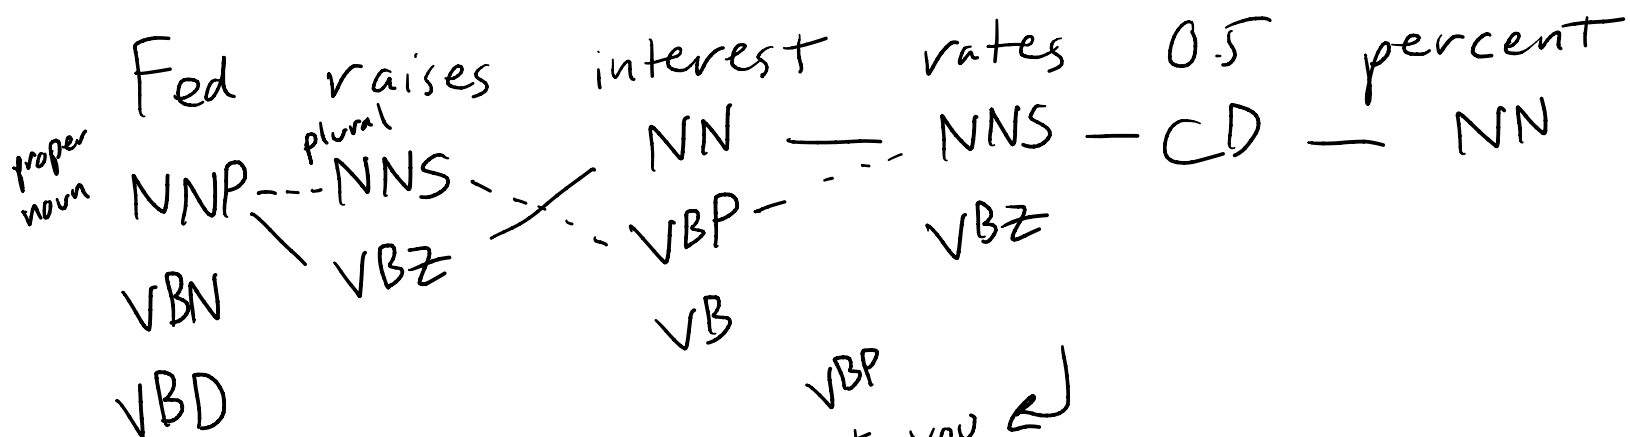 Fed raises interest rates 0.5 percent
proper noun
plural
NNP NNS NN NNS CD NN
VBN VBZ VBP VBZ
VBD VB
VBP
you